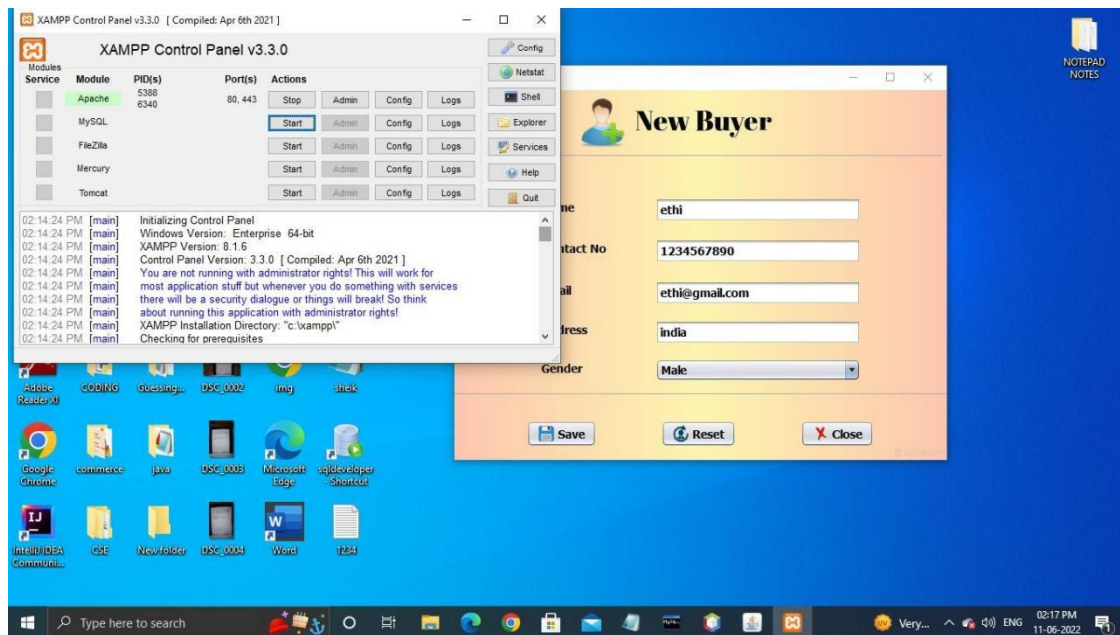 XAMPP Control Panel v3.3.0 [ Compiled: Apr 6th 2021 ]
XAMPP Control Panel v3.3.0
Config
Modules
Service Module PID(s) Port(s) Actions
Netstat
Apache 5388 6340 80, 443 Stop Admin Config Logs
Shell
MySQL Start Admin Config Logs
Explorer
FileZilla Start Admin Config Logs
Services
Mercury Start Admin Config Logs
Help
Tomcat Start Admin Config Logs
Quit
02:14:24 PM [main] Initializing Control Panel
02:14:24 PM [main] Windows Version: Enterprise 64-bit
02:14:24 PM [main] XAMPP Version: 8.1.6
02:14:24 PM [main] Control Panel Version: 3.3.0 [ Compiled: Apr 6th 2021 ]
02:14:24 PM [main] You are not running with administrator rights! This will work for
02:14:24 PM [main] most application stuff but whenever you do something with services
02:14:24 PM [main] there will be a security dialogue or things will break! So think
02:14:24 PM [main] about running this application with administrator rights!
02:14:24 PM [main] XAMPP Installation Directory: "c:\xampp\"
02:14:24 PM [main] Checking for prerequisites
New Buyer
me ethi
ntact No 1234567890
ail ethi@gmail.com
dress india
Gender Male
Save Reset Close
NOTEPAD
NOTES
Adobe
Reader XI
CODING
Guessing...
DSC_0002
img
sheik
Google
Chrome
commerce
java
DSC_0003
Microsoft
Edge
sqldeveloper
- Shortcut
IntelliJ IDEA
Communi...
CSE
New folder
DSC_0004
Word
1234
Type here to search
Very...
ENG
02:17 PM
11-06-2022